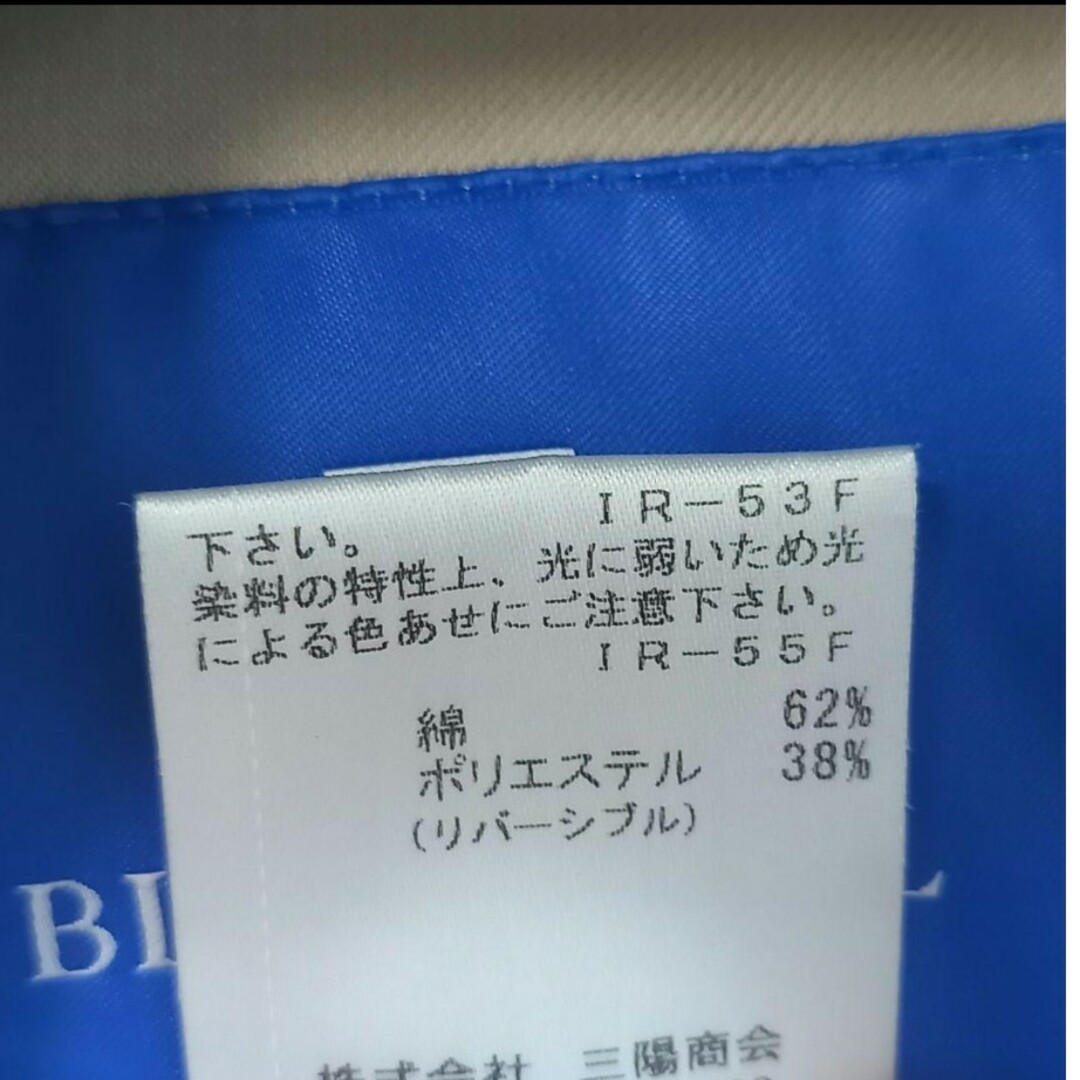 IR-53F
下さい。
染料の特性上、光に弱いため光
による色あせにご注意下さい。
IR-55F
綿 62%
ポリエステル 38%
(リバーシブル)
株式会社 三陽商会